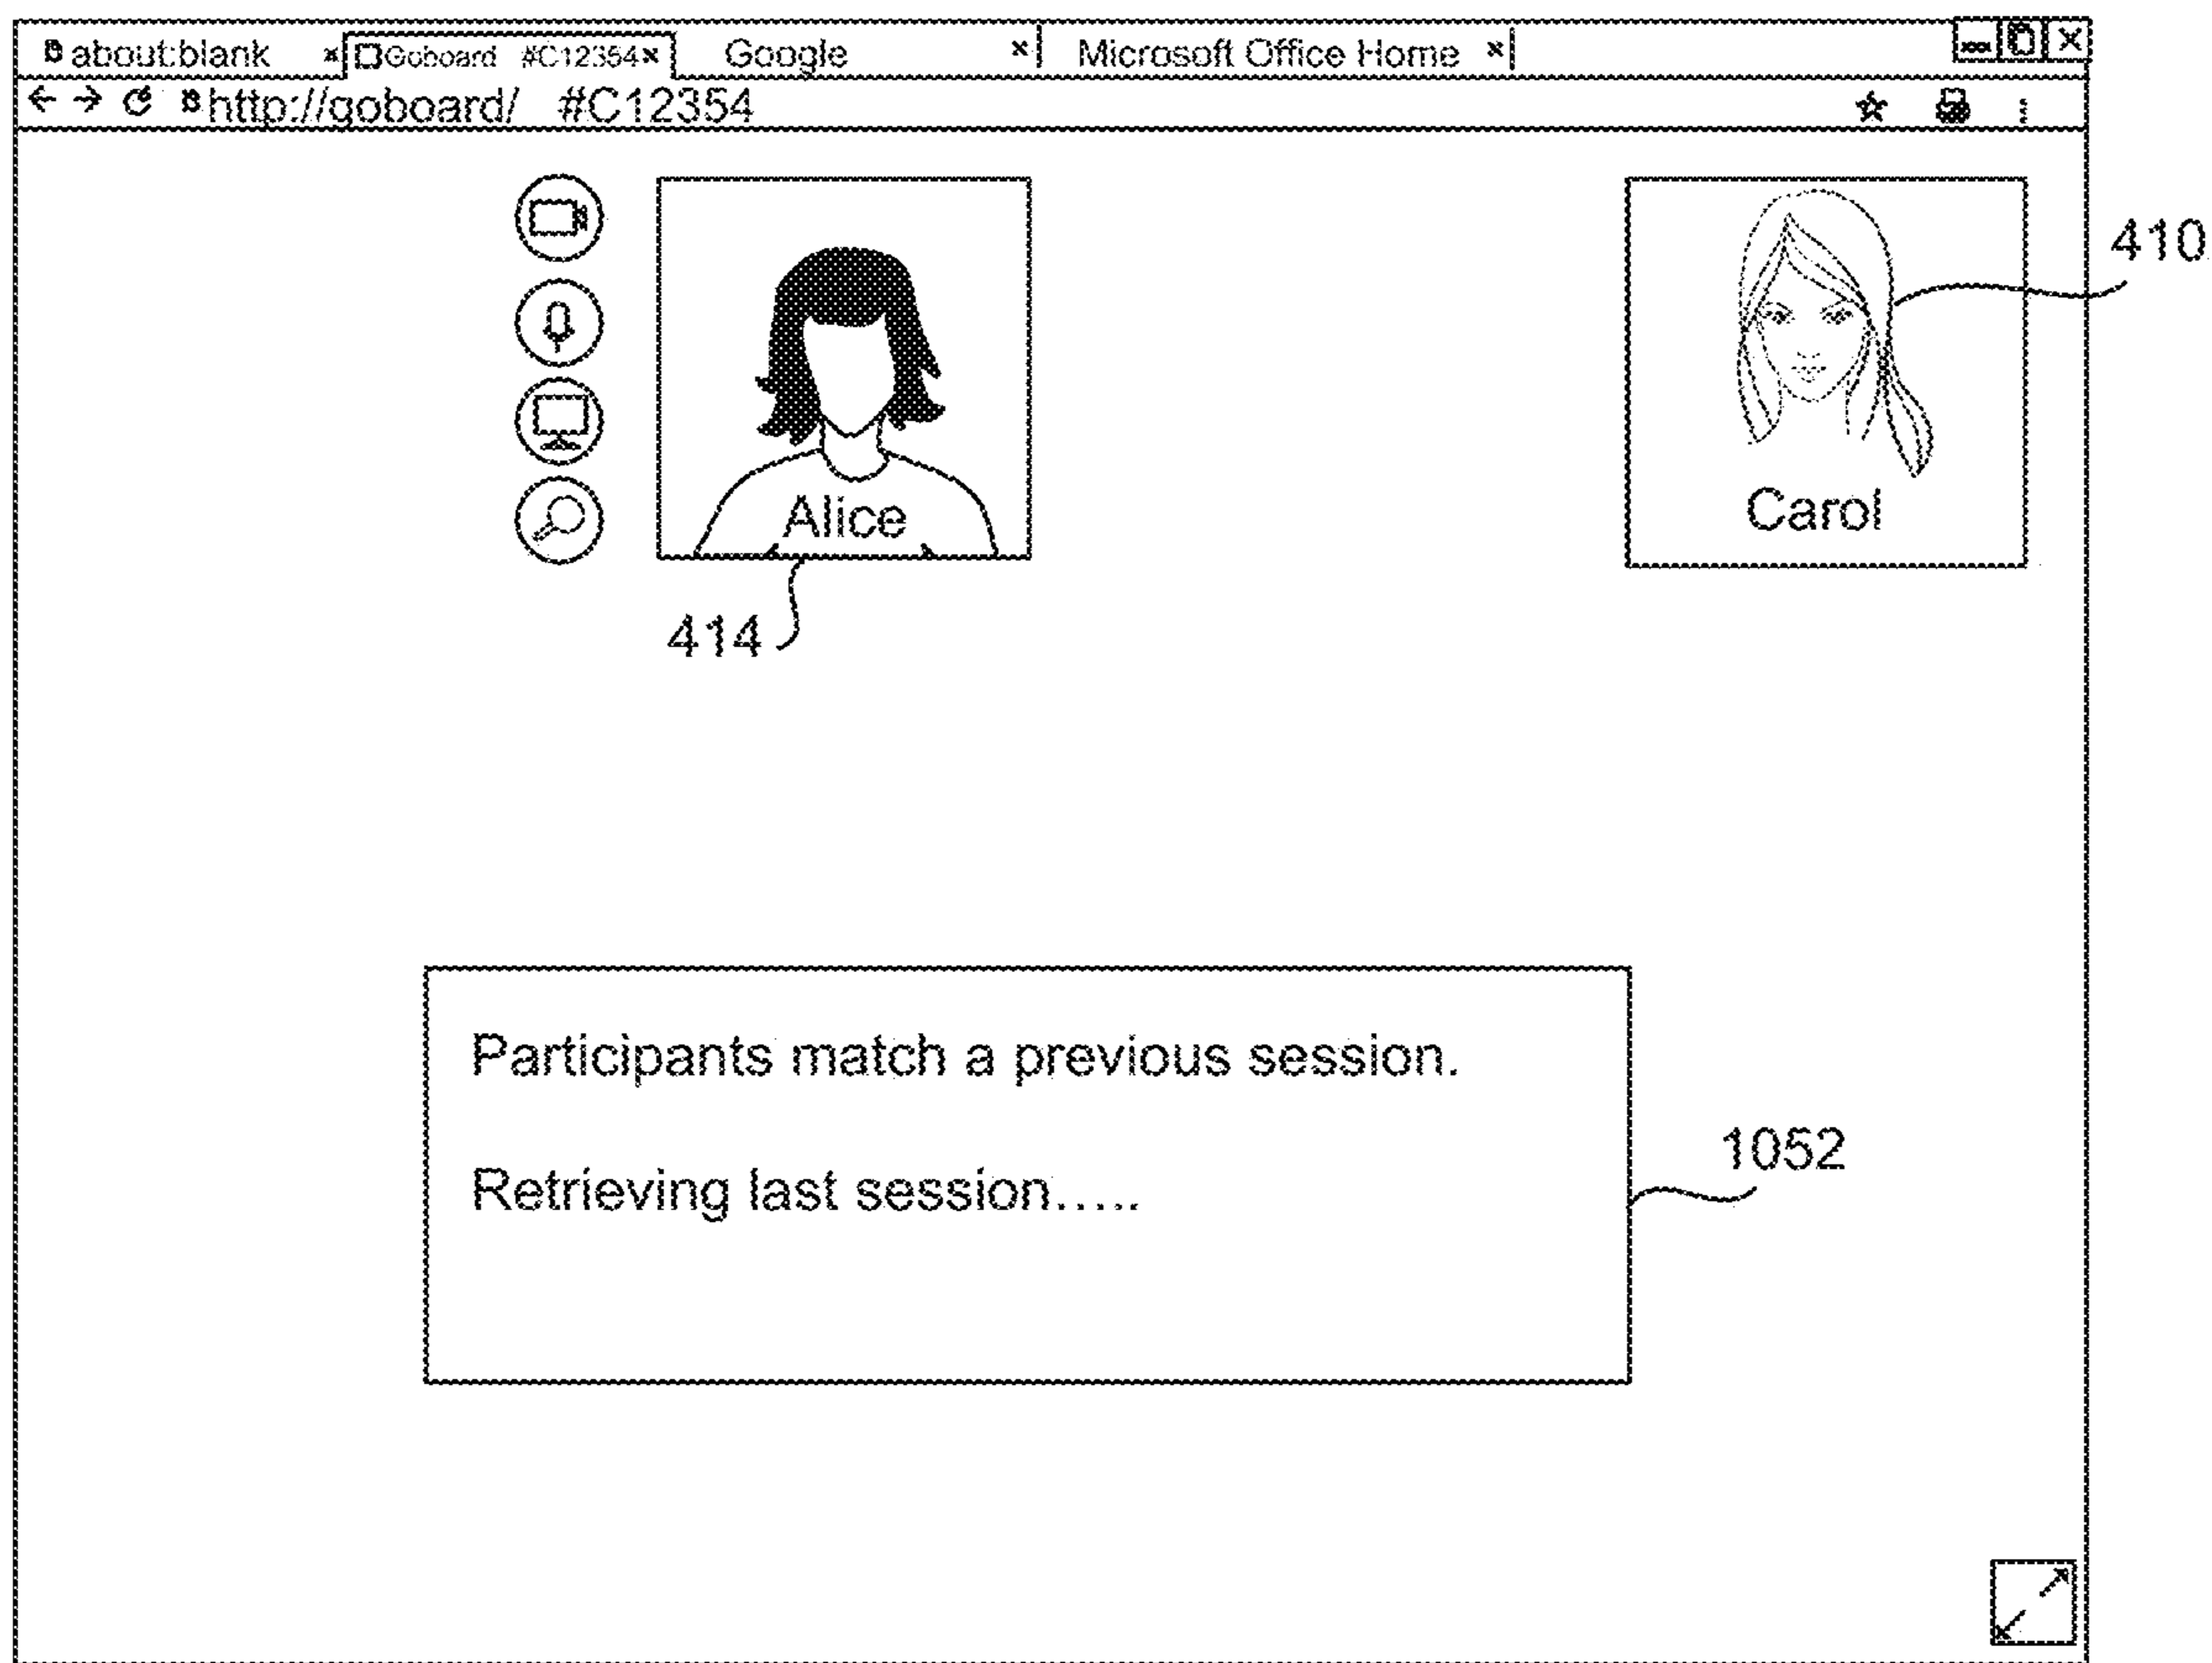 about:blank × Goboard #C12354 × Google × Microsoft Office Home ×
http://goboard/ #C12354
410
Alice
Carol
414
Participants match a previous session.
1052
Retrieving last session.....